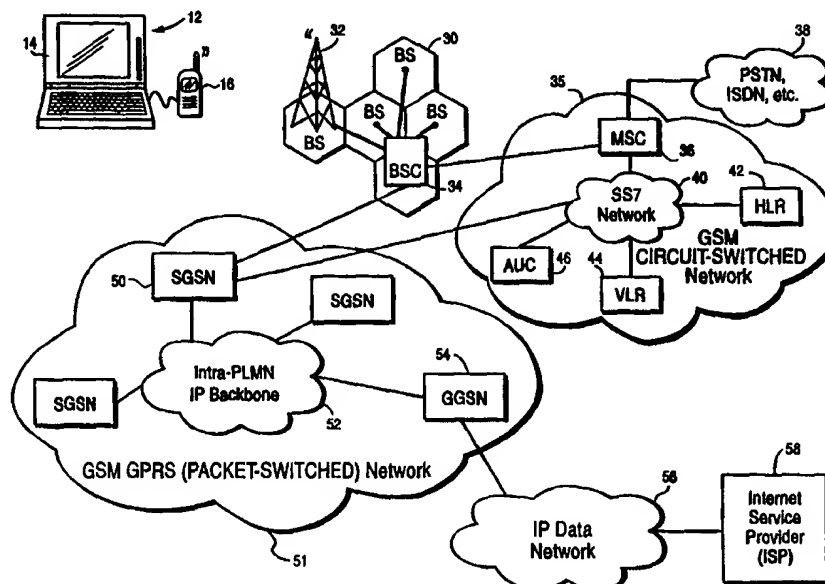 12
14
16
32
30
BS
BS
BS
BS
BSC
34
38
PSTN,
ISDN, etc.
35
MSC
36
40
42
SS7
Network
HLR
GSM
CIRCUIT-SWITCHED
Network
AUC
46
44
VLR
50
SGSN
SGSN
SGSN
Intra-PLMN
IP Backbone
52
54
GGSN
GSM GPRS (PACKET-SWITCHED) Network
51
56
IP Data
Network
58
Internet
Service
Provider
(ISP)